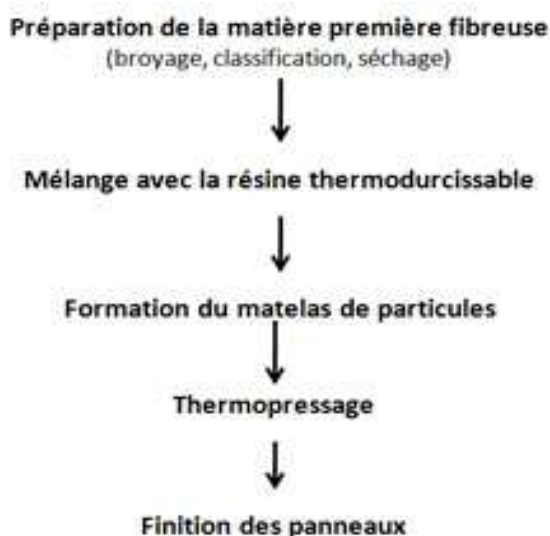 Préparation de la matière première fibreuse
(broyage, classification, séchage)
Mélange avec la résine thermodurcissable
Formation du matelas de particules
Thermopressage
Finition des panneaux